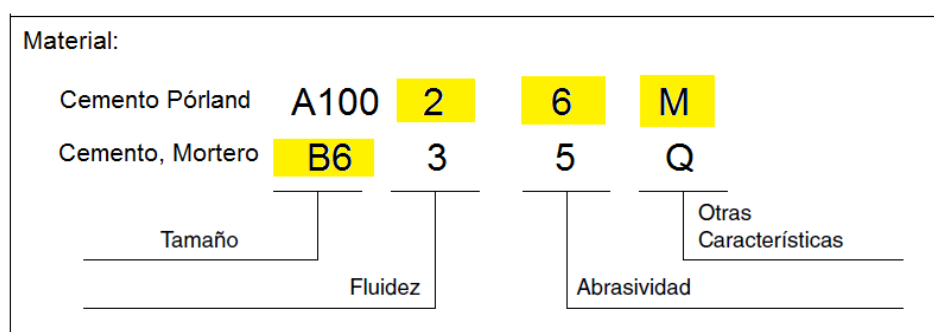 Material:
Cemento Pórland A100 2 6 M
Cemento, Mortero B6 3 5 Q
Tamaño
Otras
Características
Fluidez
Abrasividad